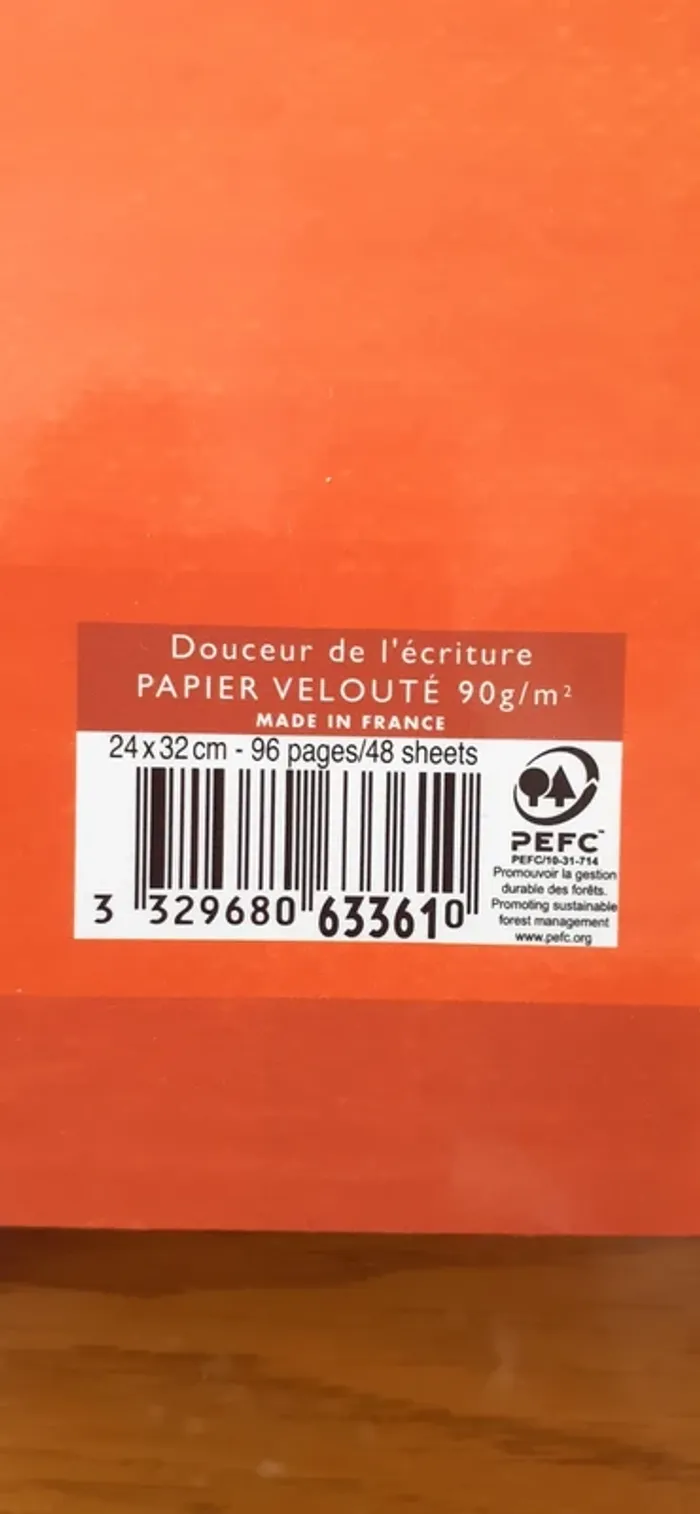 Douceur de l'écriture
PAPIER VELOUTÉ 90g/m²
MADE IN FRANCE
24 x 32 cm - 96 pages/48 sheets
3 329680 633610
PEFC™
PEFC/10-31-714
Promouvoir la gestion
durable des forêts.
Promoting sustainable
forest management
www.pefc.org